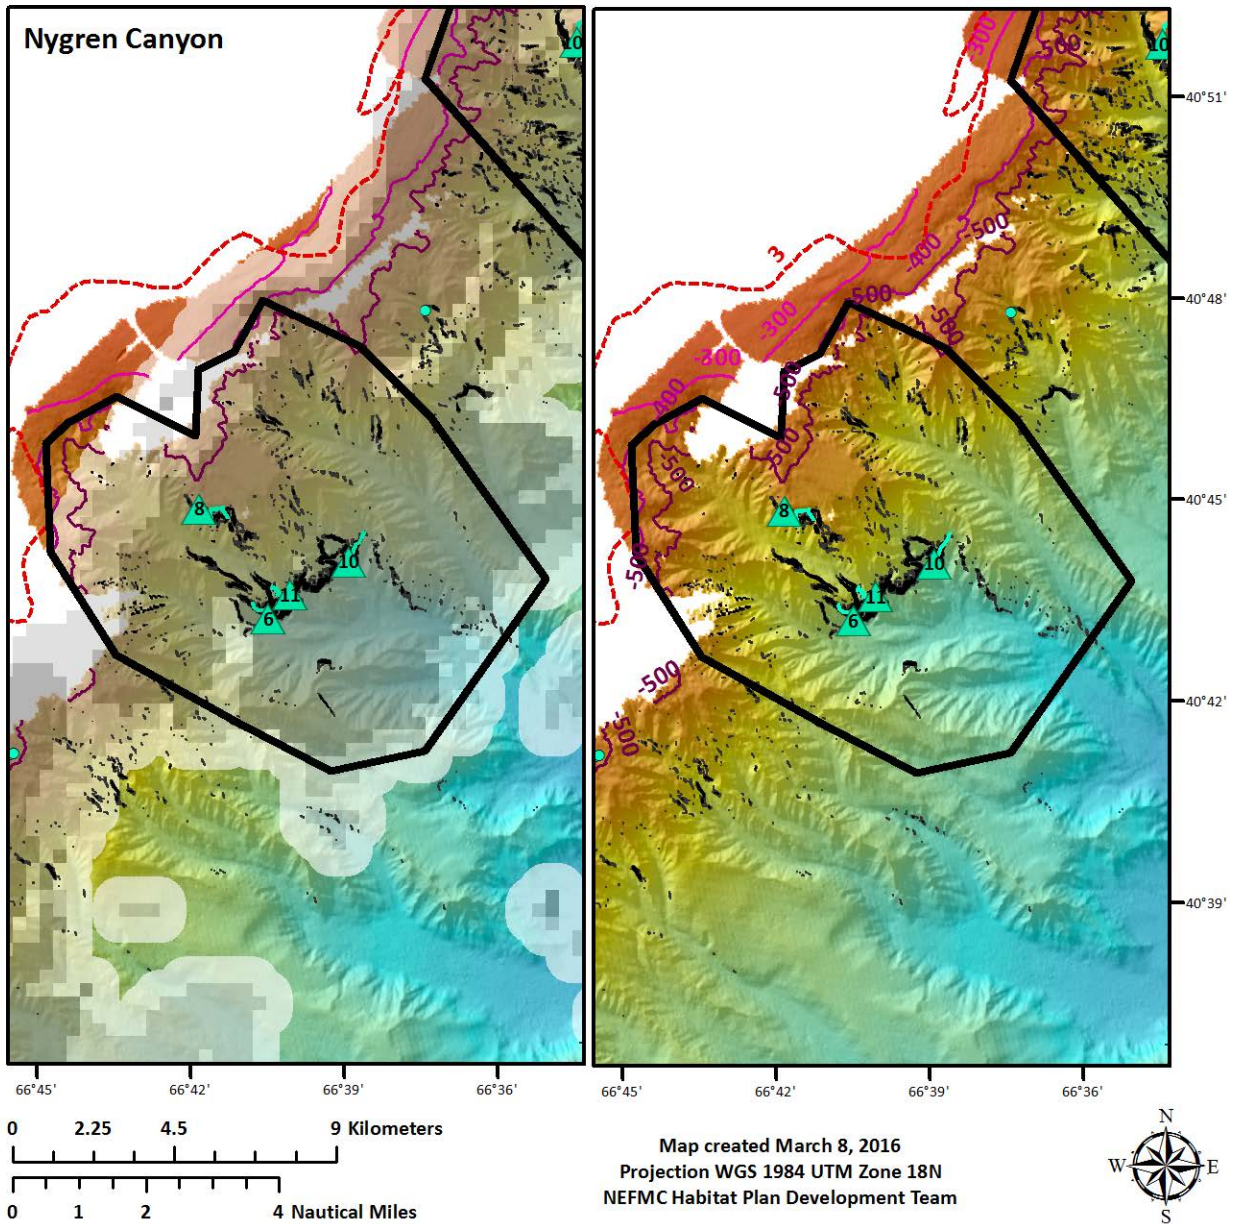 Nygren Canyon
10
8
10
11
6
-300
-500
10
3
-500
-400
-500
-300
-500
-300
-500
-400
-500
-500
8
10
-500
11
6
-500
-500
40°51'
40°48'
40°45'
40°42'
40°39'
66°45' 66°42' 66°39' 66°36'
66°45' 66°42' 66°39' 66°36'
0 2.25 4.5 9 Kilometers
0 1 2 4 Nautical Miles
Map created March 8, 2016
Projection WGS 1984 UTM Zone 18N
NEFMC Habitat Plan Development Team
N
W E
S